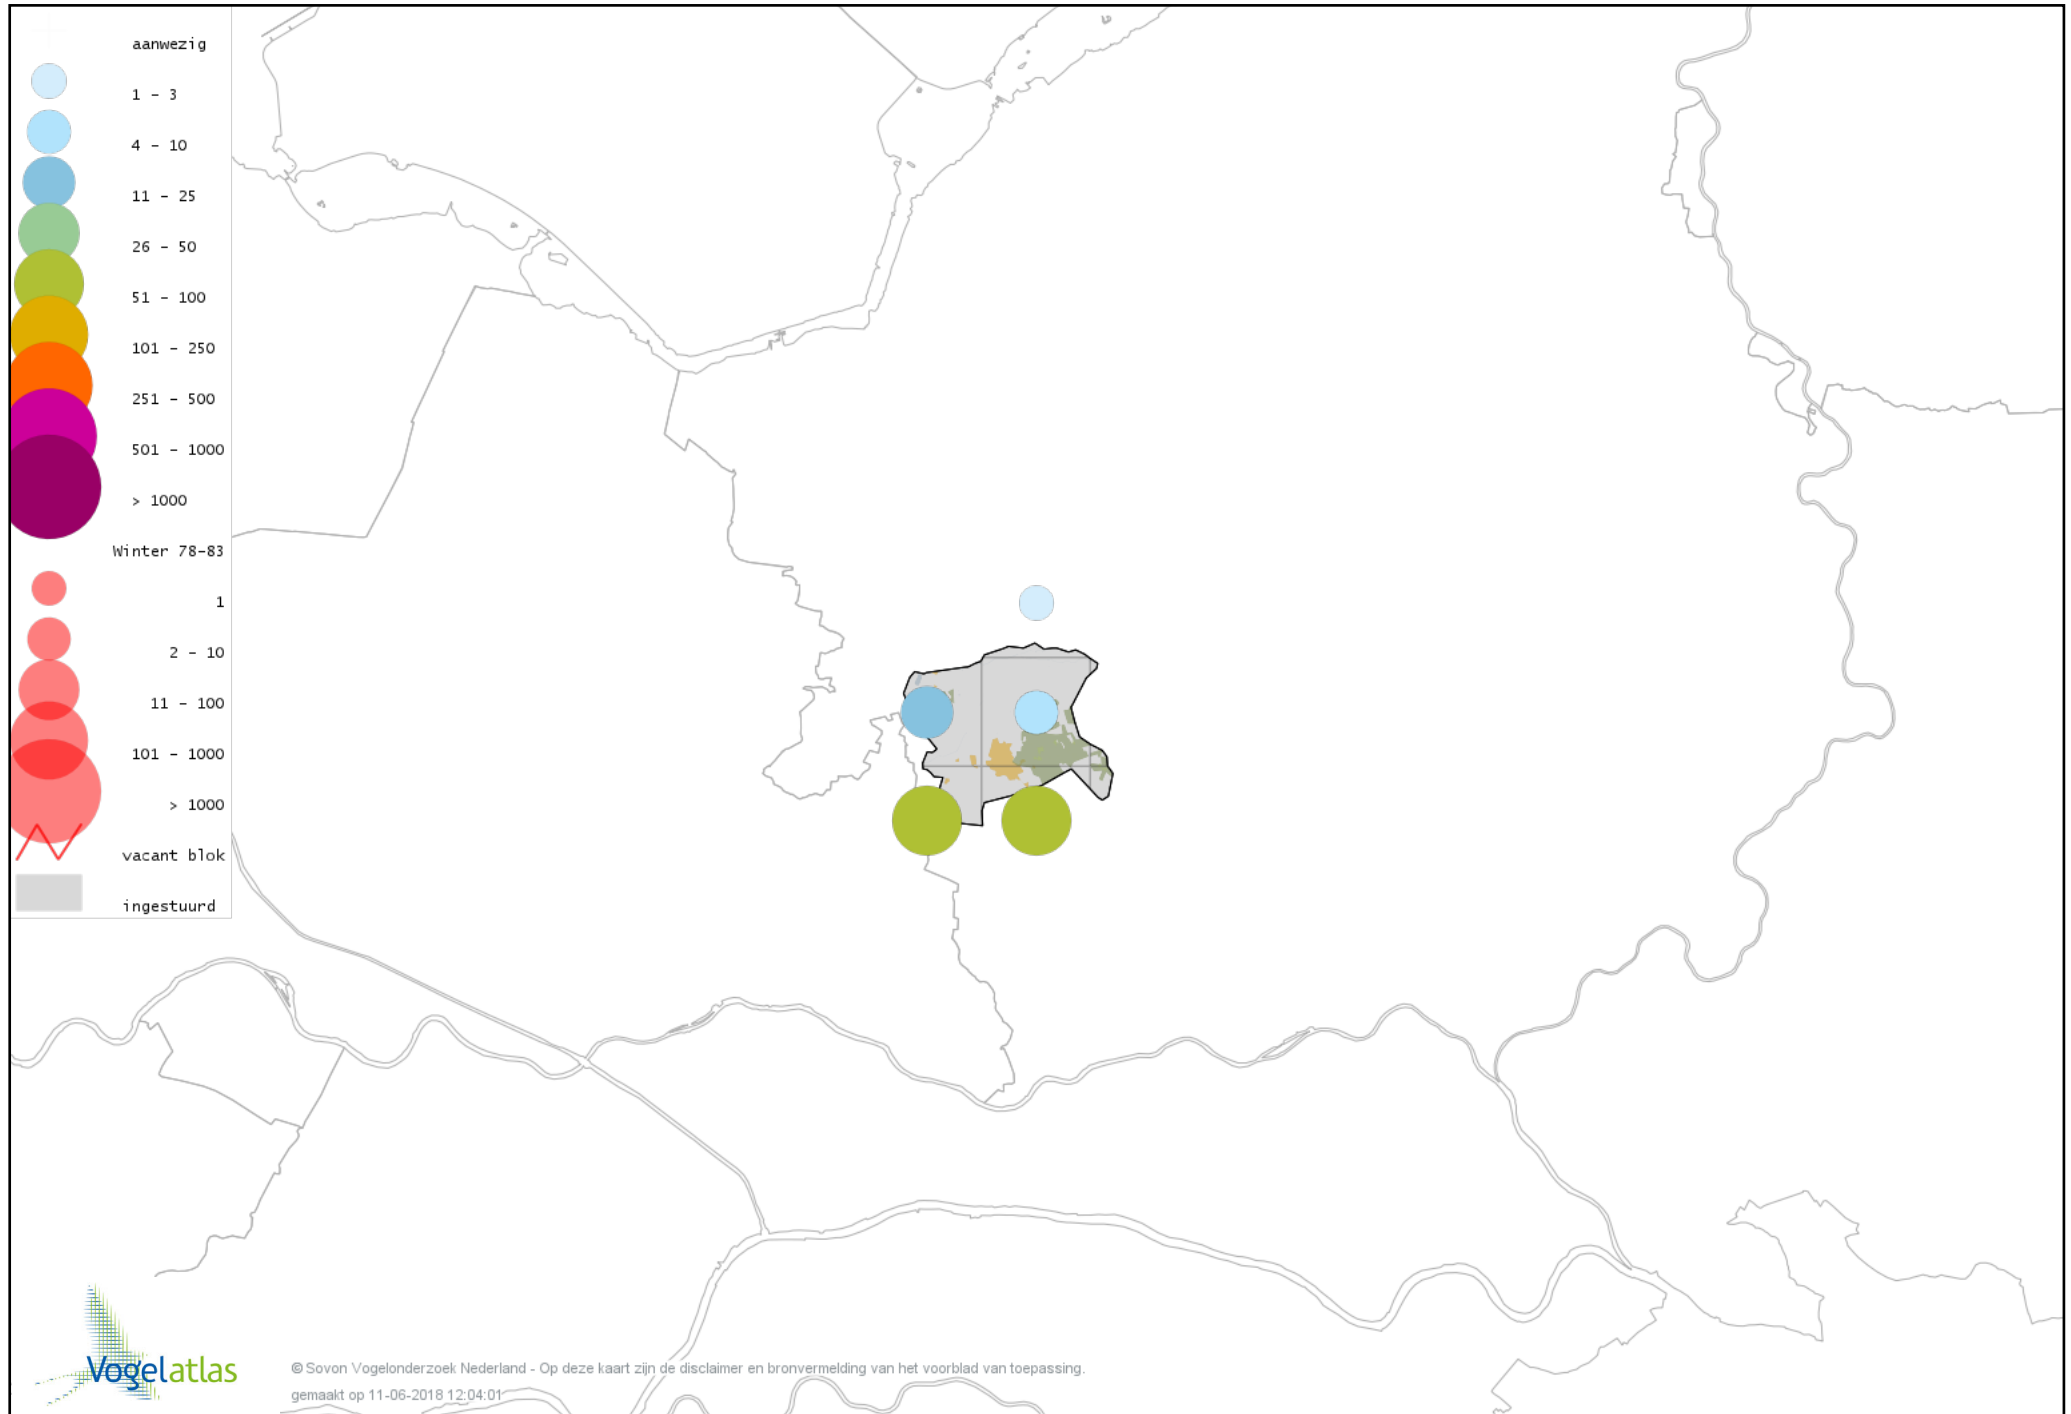 aanwezig
1 - 3
4 - 10
11 - 25
26 - 50
51 - 100
101 - 250
251 - 500
501 - 1000
> 1000
Winter 78-83
1
2 - 10
11 - 100
101 - 1000
> 1000
vacant blok
ingestuurd
Vogelatlas
© Sovon Vogelonderzoek Nederland - Op deze kaart zijn de disclaimer en bronvermelding van het voorblad van toepassing.
gemaakt op 11-06-2018 12:04:01